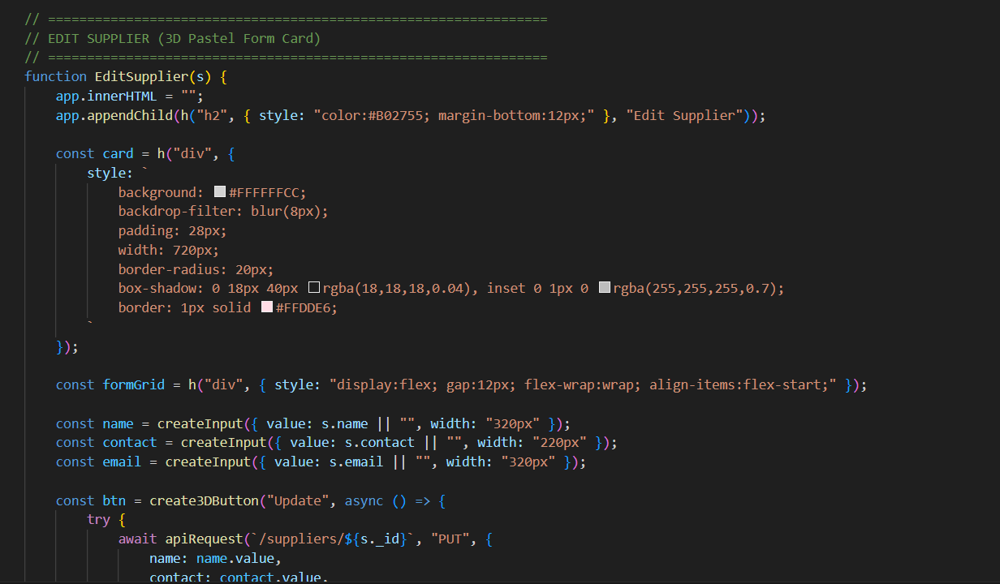 // ================================================================
// EDIT SUPPLIER (3D Pastel Form Card)
// ================================================================
function EditSupplier(s) {
app.innerHTML = "";
app.appendChild(h("h2", { style: "color:#B02755; margin-bottom:12px;" }, "Edit Supplier"));
const card = h("div", {
style: `
background: #FFFFFFCC;
backdrop-filter: blur(8px);
padding: 28px;
width: 720px;
border-radius: 20px;
box-shadow: 0 18px 40px rgba(18,18,18,0.04), inset 0 1px 0 rgba(255,255,255,0.7);
border: 1px solid #FFDDE6;
`
});
const formGrid = h("div", { style: "display:flex; gap:12px; flex-wrap:wrap; align-items:flex-start;" });
const name = createInput({ value: s.name || "", width: "320px" });
const contact = createInput({ value: s.contact || "", width: "220px" });
const email = createInput({ value: s.email || "", width: "320px" });
const btn = create3DButton("Update", async () => {
try {
await apiRequest(`/suppliers/${s._id}`, "PUT", {
name: name.value,
contact: contact.value,